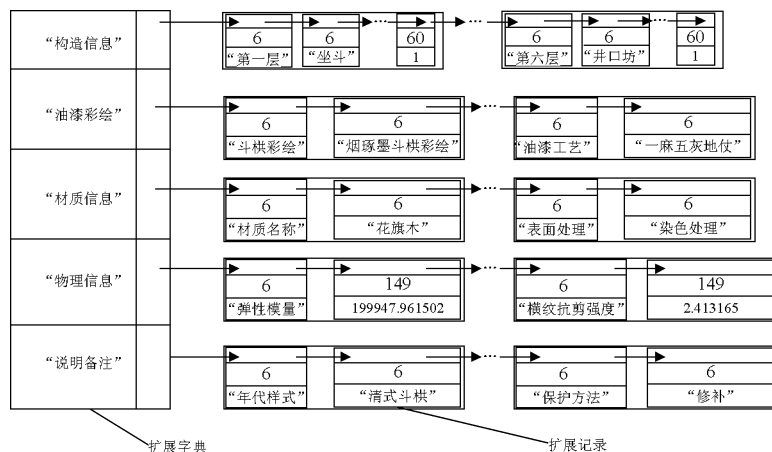 “构造信息”
6 6 ··· 60 ··· 6 6 ··· 60
“第一层” “坐斗” 1 “第六层” “井口坊” 1
“油漆彩绘”
6 6 ··· 6 6
“斗栱彩绘” “烟琢墨斗栱彩绘” “油漆工艺” “一麻五灰地仗”
“材质信息”
6 6 ··· 6 6
“材质名称” “花旗木” “表面处理” “染色处理”
“物理信息”
6 149 ··· 6 149
“弹性模量” 199947.961502 “横纹抗剪强度” 2.413165
“说明备注”
6 6 ··· 6 6
“年代样式” “清式斗栱” “保护方法” “修补”
扩展字典 扩展记录